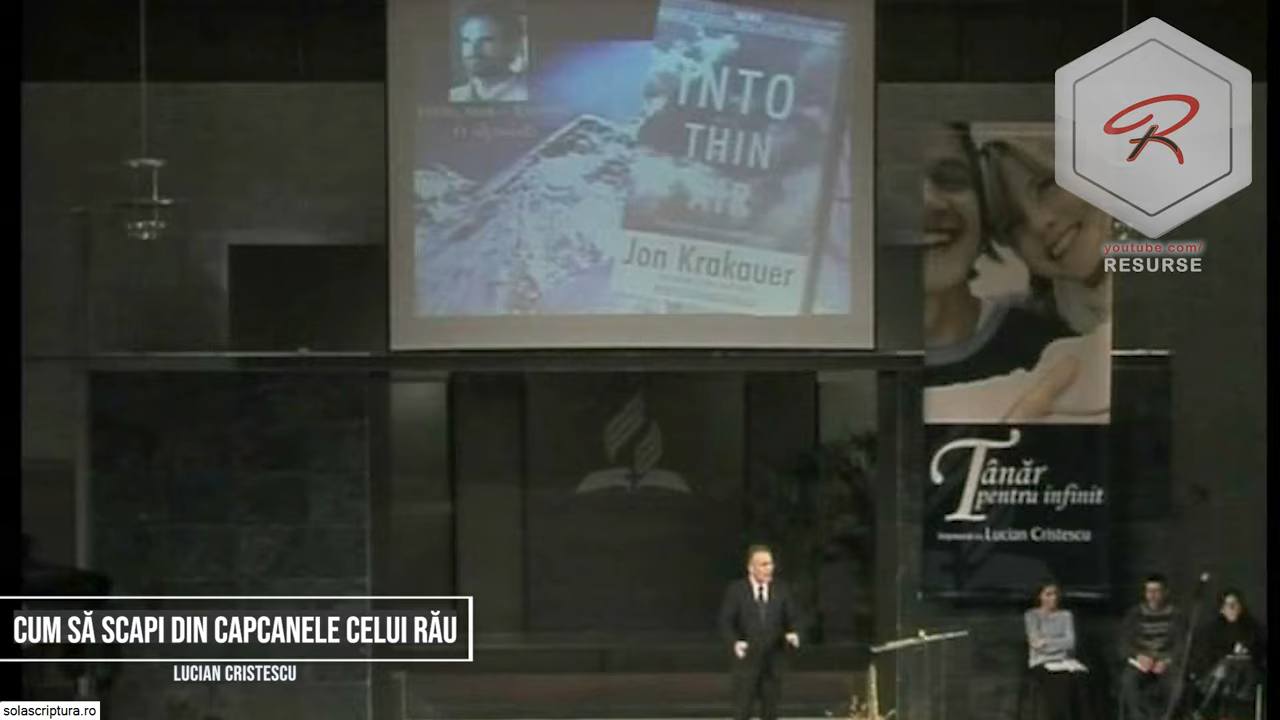 INTO
THIN
AIR
Jon Krakauer
youtube.com/
RESURSE
Tânăr
pentru infinit
Lucian Cristescu
CUM SĂ SCAPI DIN CAPCANELE CELUI RĂU
LUCIAN CRISTESCU
solascriptura.ro